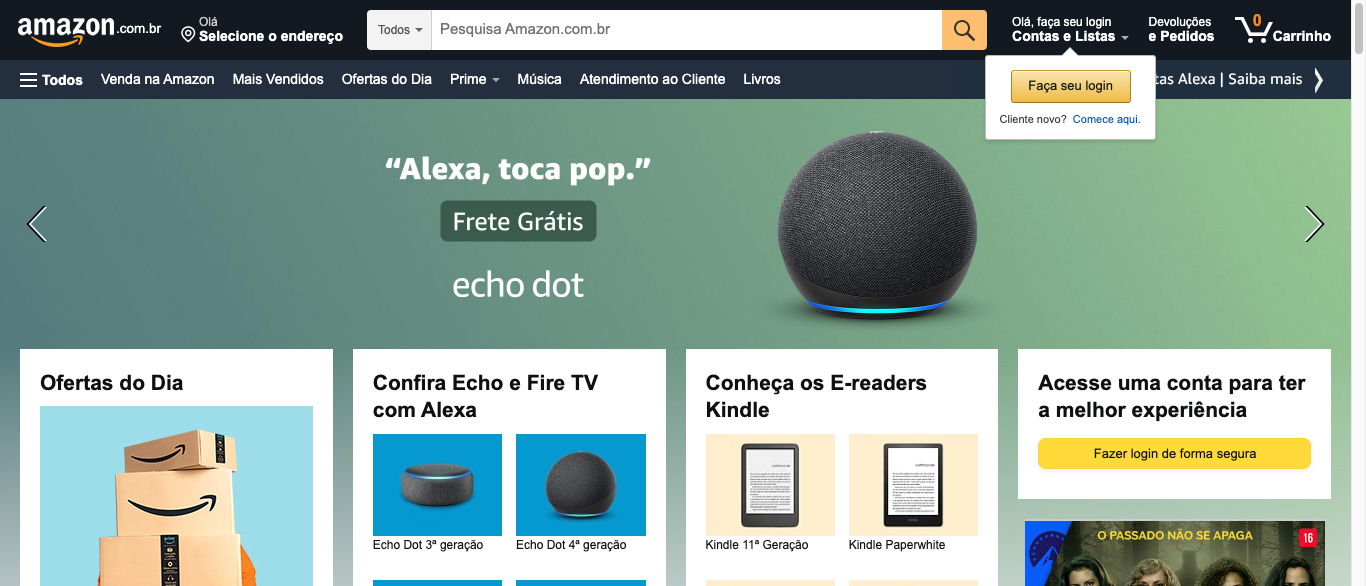 amazon.com.br
Olá
Selecione o endereço
Todos
Pesquisa Amazon.com.br
Olá, faça seu login
Contas e Listas
Devoluções
e Pedidos
0
Carrinho
Todos
Venda na Amazon
Mais Vendidos
Ofertas do Dia
Prime
Música
Atendimento ao Cliente
Livros
Alexa | Saiba mais
Faça seu login
Cliente novo? Comece aqui.
“Alexa, toca pop.”
Frete Grátis
echo dot
Ofertas do Dia
Confira Echo e Fire TV
com Alexa
Echo Dot 3ª geração
Echo Dot 4ª geração
Conheça os E-readers
Kindle
Kindle 11ª Geração
Kindle Paperwhite
Acesse uma conta para ter
a melhor experiência
Fazer login de forma segura
O PASSADO NÃO SE APAGA
16